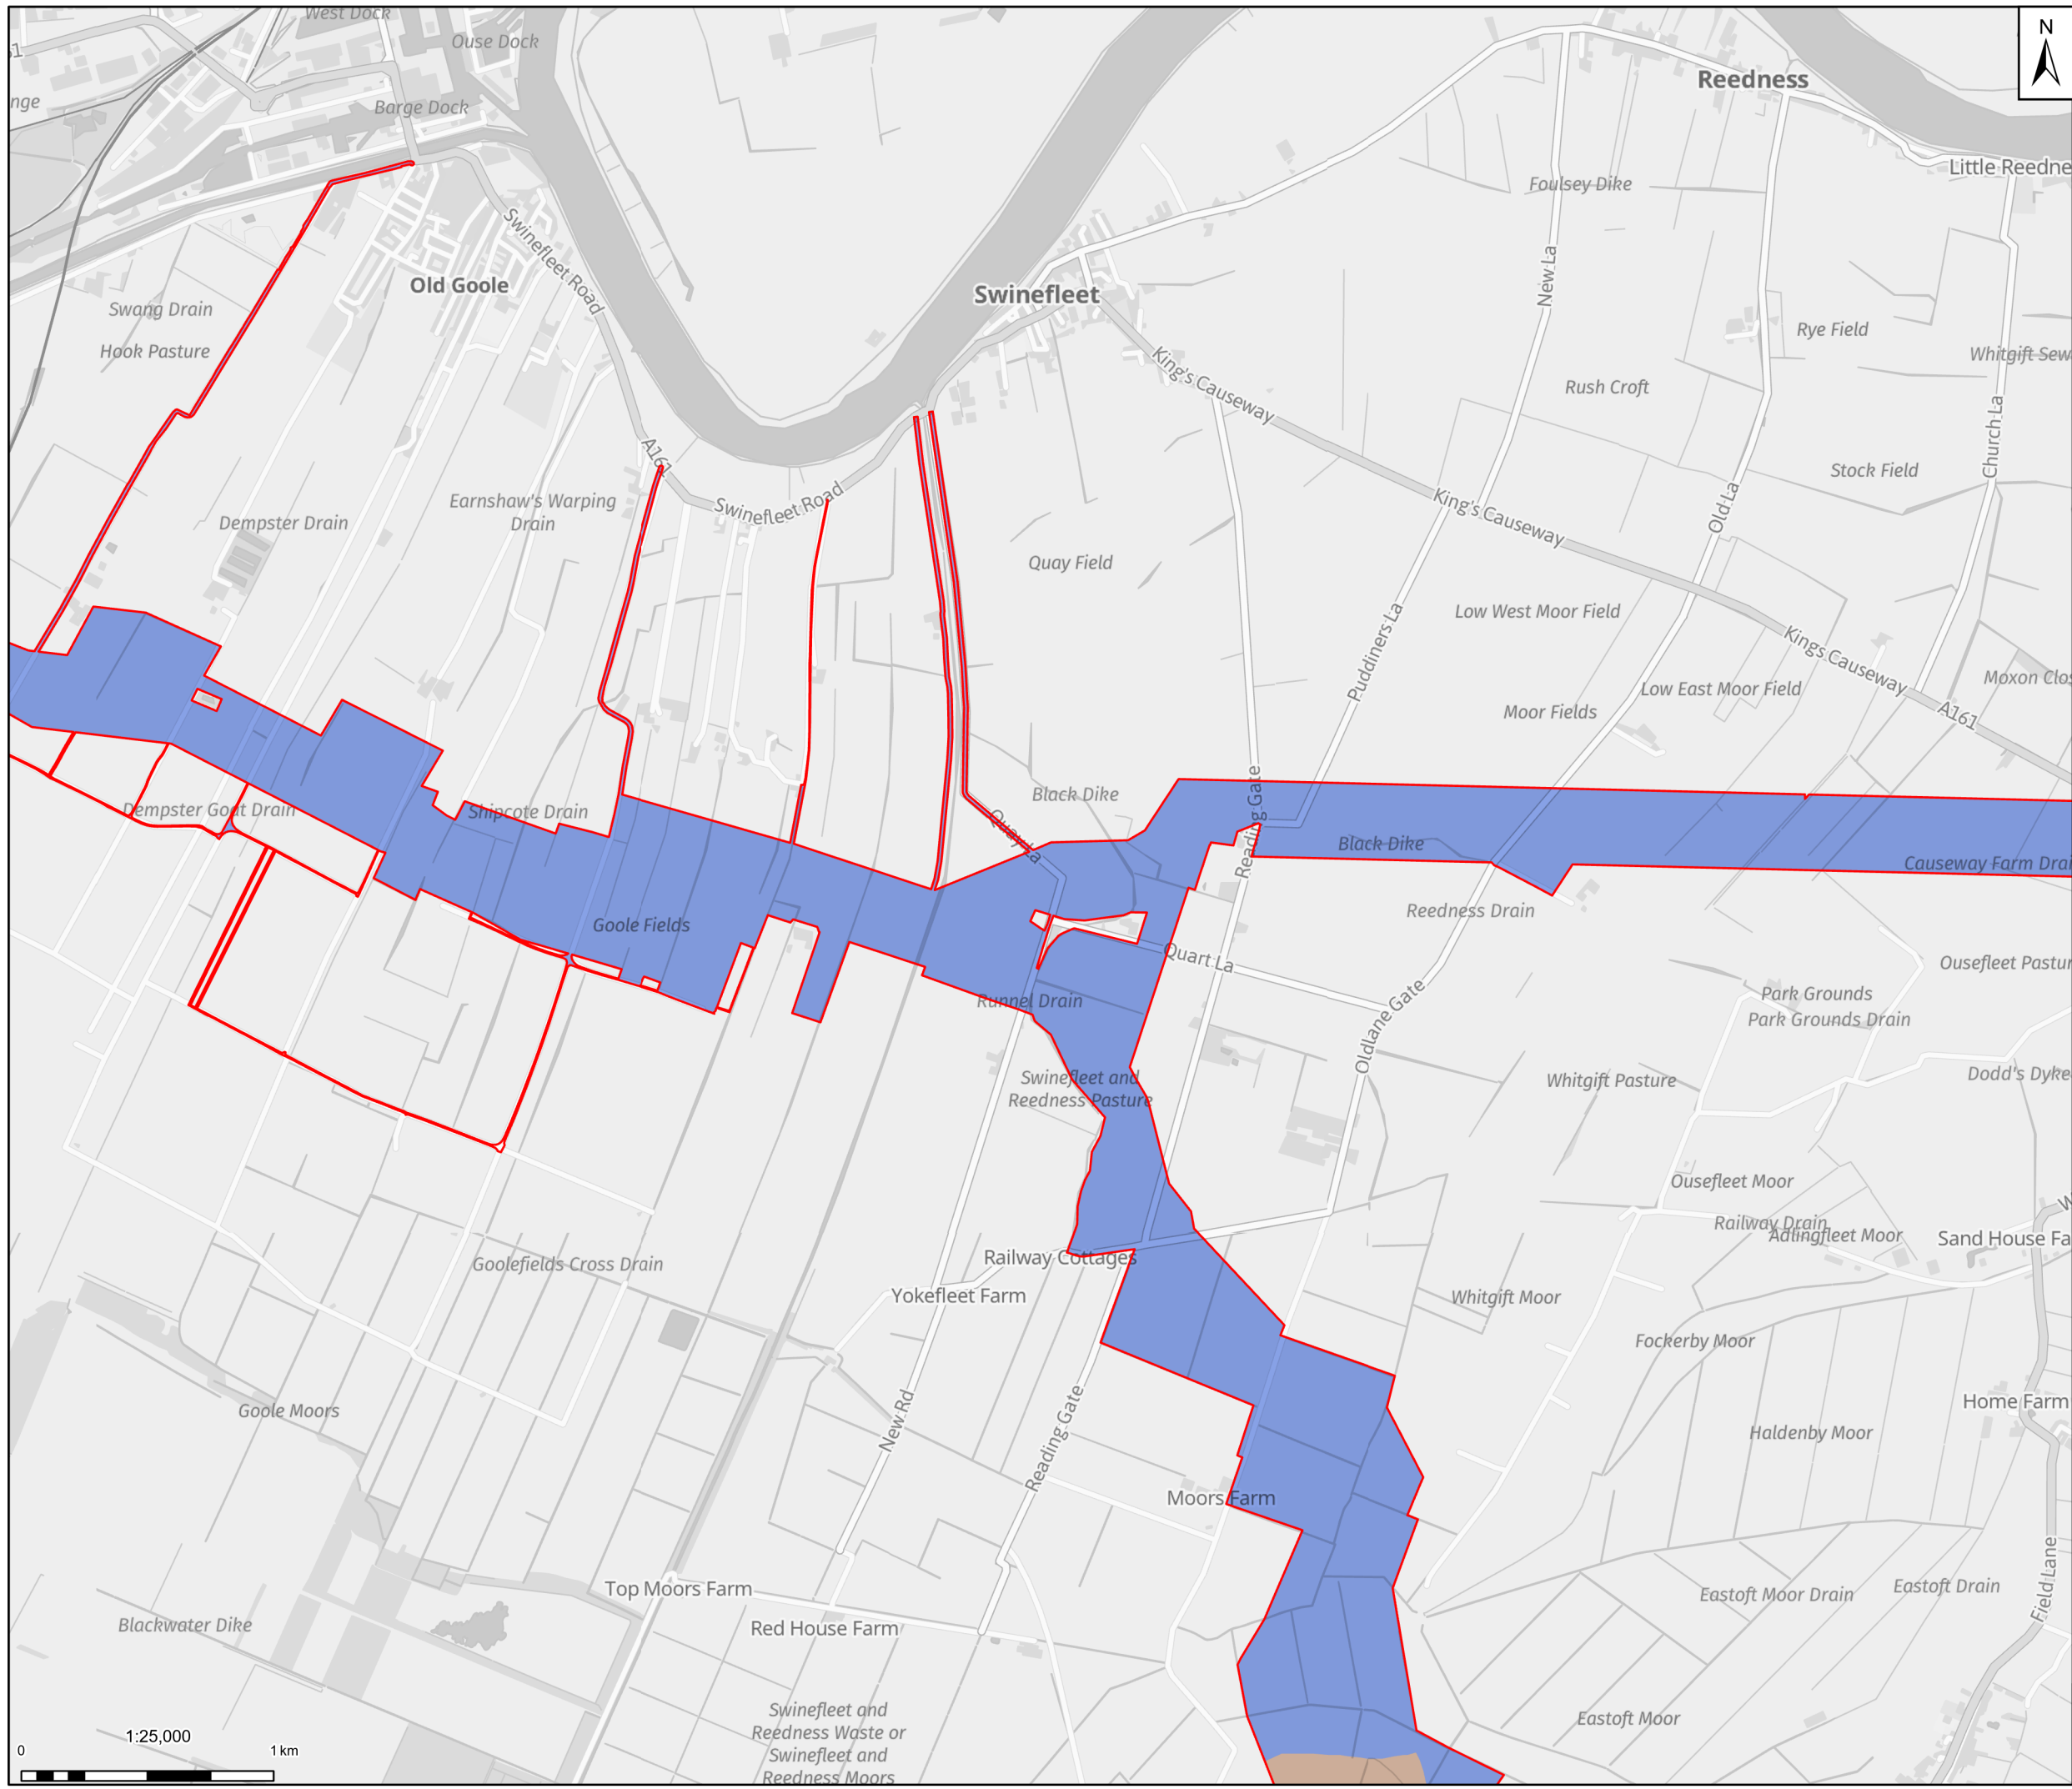 West Dock
Ouse Dock
N
Reedness
Barge Dock
Little Reedne
Foulsey Dike
Swinefleet Road
Old Goole
Swinefleet
New La
Swang Drain
Rye Field
Hook Pasture
Whitgift Sew
King's Causeway
Rush Croft
Church La
A161
Stock Field
Swinefleet Road
King's Causeway
Old La
Earnshaw's Warping
Drain
Dempster Drain
Quay Field
Low West Moor Field
Puddiners La
Kings Causeway
Moxon Clos
Low East Moor Field
Moor Fields
A161
Reading Gate
Black Dike
Dempster Goat Drain
Shipcote Drain
Quay La
Black Dike
Reading Gate
Causeway Farm Drai
Goole Fields
Reedness Drain
Quart La
Ousefleet Pastur
Runnel Drain
Park Grounds
Park Grounds Drain
Oldlane Gate
Swinefleet and
Reedness Pasture
Whitgift Pasture
Dodd's Dyke
Ousefleet Moor
Railway Drain
Adlingfleet Moor
Sand House Fa
W
Railway Cottages
Goolefields Cross Drain
Yokefleet Farm
Whitgift Moor
Fockerby Moor
Home Farm
Goole Moors
New Rd
Reading Gate
Haldenby Moor
Moors Farm
Top Moors Farm
Eastoft Moor Drain
Eastoft Drain
Field Lane
Blackwater Dike
Red House Farm
Swinefleet and
Reedness Waste or
Swinefleet and
Reedness Moors
Eastoft Moor
1:25,000
0 1 km